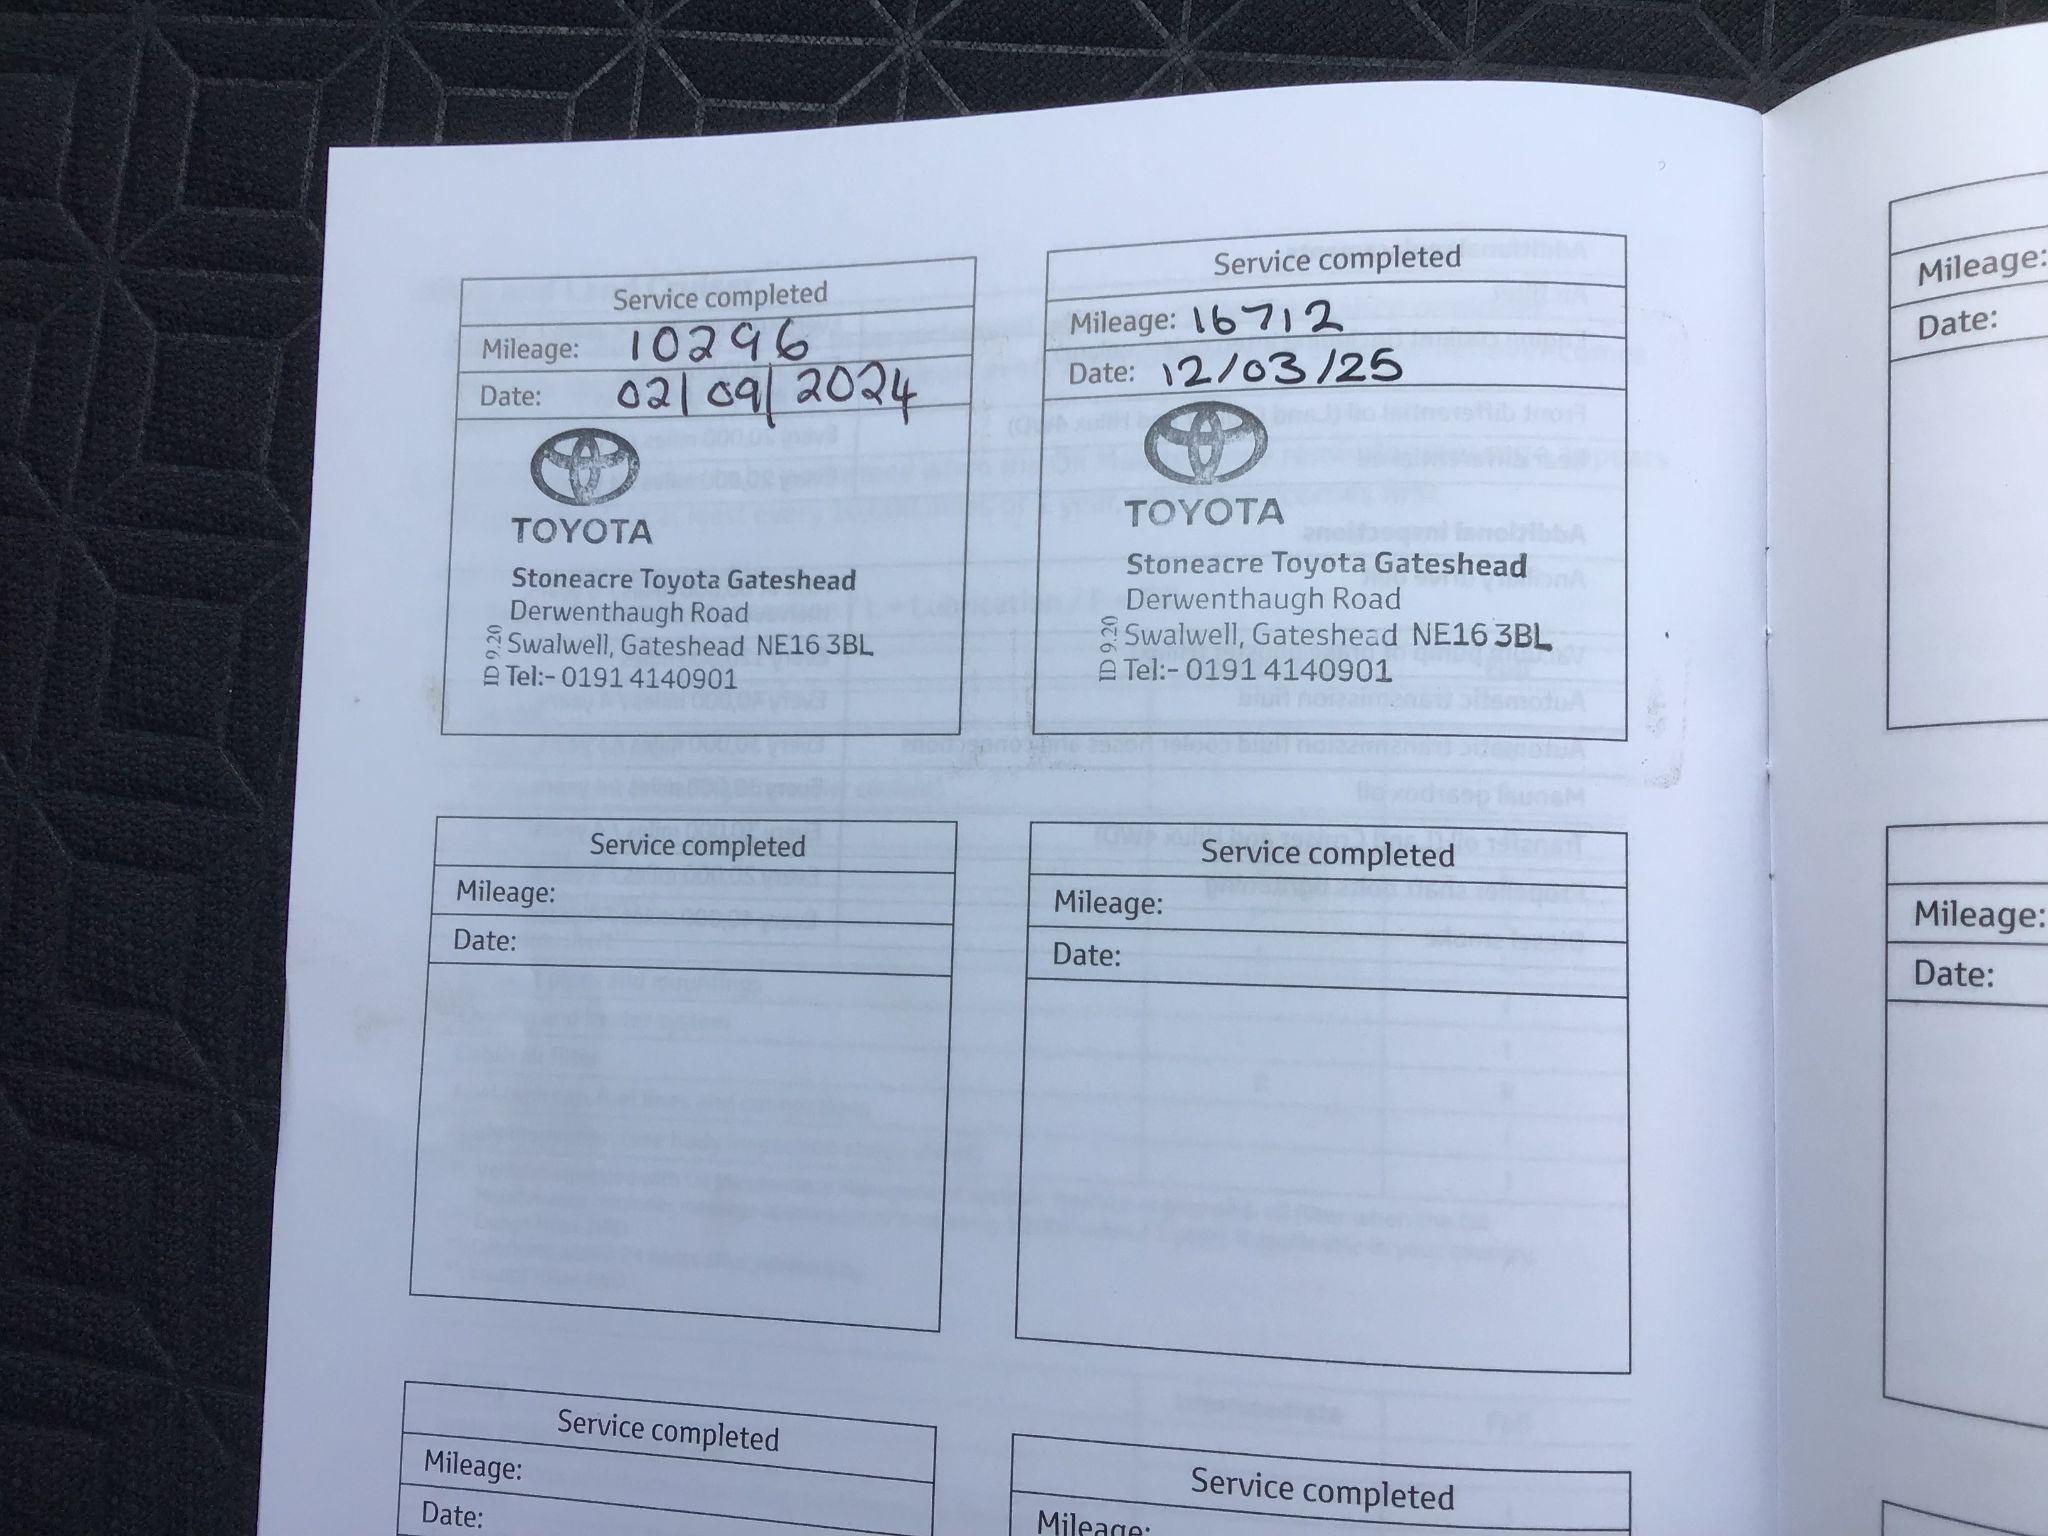 Service completed
Mileage: 10296
Date: 02/09/2024
TOYOTA
Stoneacre Toyota Gateshead
Derwenthaugh Road
Swalwell, Gateshead NE16 3BL
Tel:- 0191 4140901
ID 9.20
Service completed
Mileage: 16712
Date: 12/03/25
TOYOTA
Stoneacre Toyota Gateshead
Derwenthaugh Road
Swalwell, Gateshead NE16 3BL
Tel:- 0191 4140901
ID 9.20
Service completed
Mileage:
Date:
Service completed
Mileage:
Date:
Service completed
Mileage:
Date:
Service completed
Mileage:
Mileage:
Date:
Mileage:
Date: